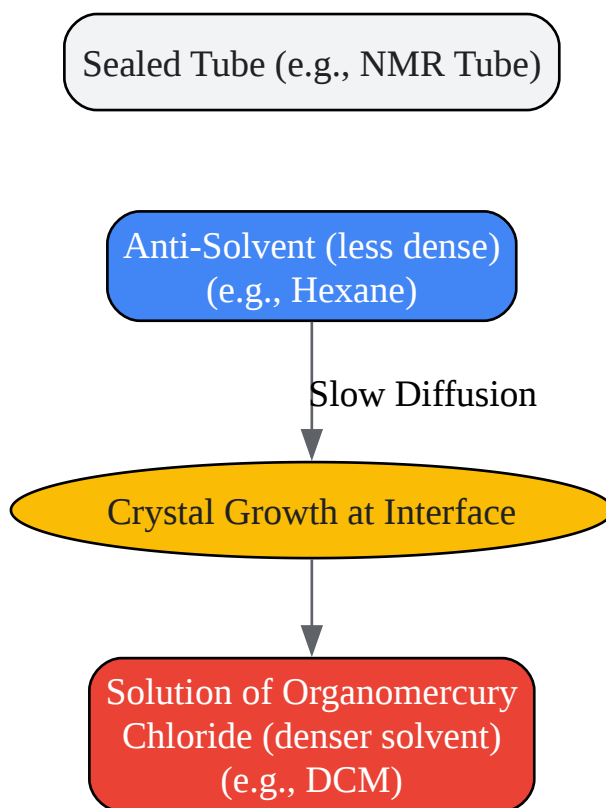 Sealed Tube (e.g., NMR Tube)
Anti-Solvent (less dense)
(e.g., Hexane)
Slow Diffusion
Crystal Growth at Interface
Solution of Organomercury
Chloride (denser solvent)
(e.g., DCM)